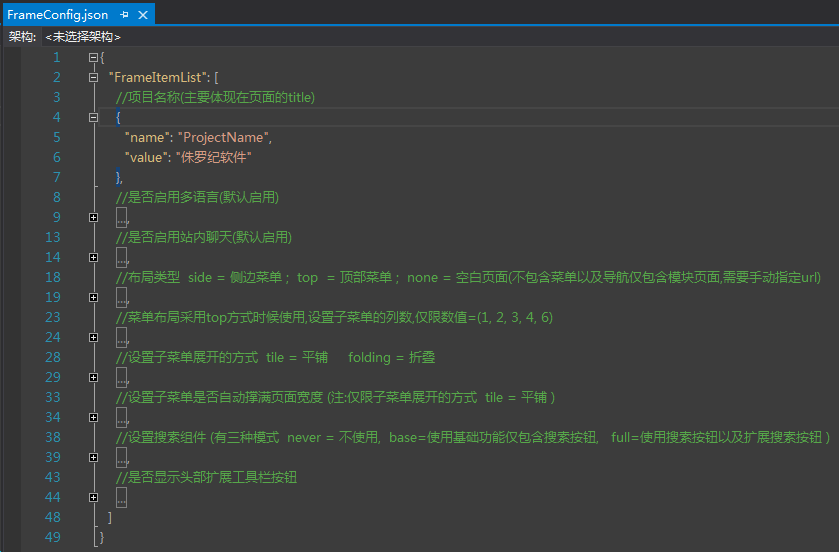 FrameConfig.json
架构: <未选择架构>
1 {
2 "FrameItemList": [
3 //项目名称(主要体现在页面的title)
4 {
5 "name": "ProjectName",
6 "value": "侏罗纪软件"
7 },
8 //是否启用多语言(默认启用)
9 ...,
13 //是否启用站内聊天(默认启用)
14 ...,
18 //布局类型 side = 侧边菜单 ; top = 顶部菜单 ; none = 空白页面(不包含菜单以及导航仅包含模块页面,需要手动指定url)
19 ...,
23 //菜单布局采用top方式时候使用,设置子菜单的列数,仅限数值=(1, 2, 3, 4, 6)
24 ...,
28 //设置子菜单展开的方式 tile = 平铺 folding = 折叠
29 ...,
33 //设置子菜单是否自动撑满页面宽度 (注:仅限子菜单展开的方式 tile = 平铺 )
34 ...,
38 //设置搜索组件 (有三种模式 never = 不使用, base=使用基础功能仅包含搜索按钮, full=使用搜索按钮以及扩展搜索按钮 )
39 ...,
43 //是否显示头部扩展工具栏按钮
44 ...
48 ]
49 }